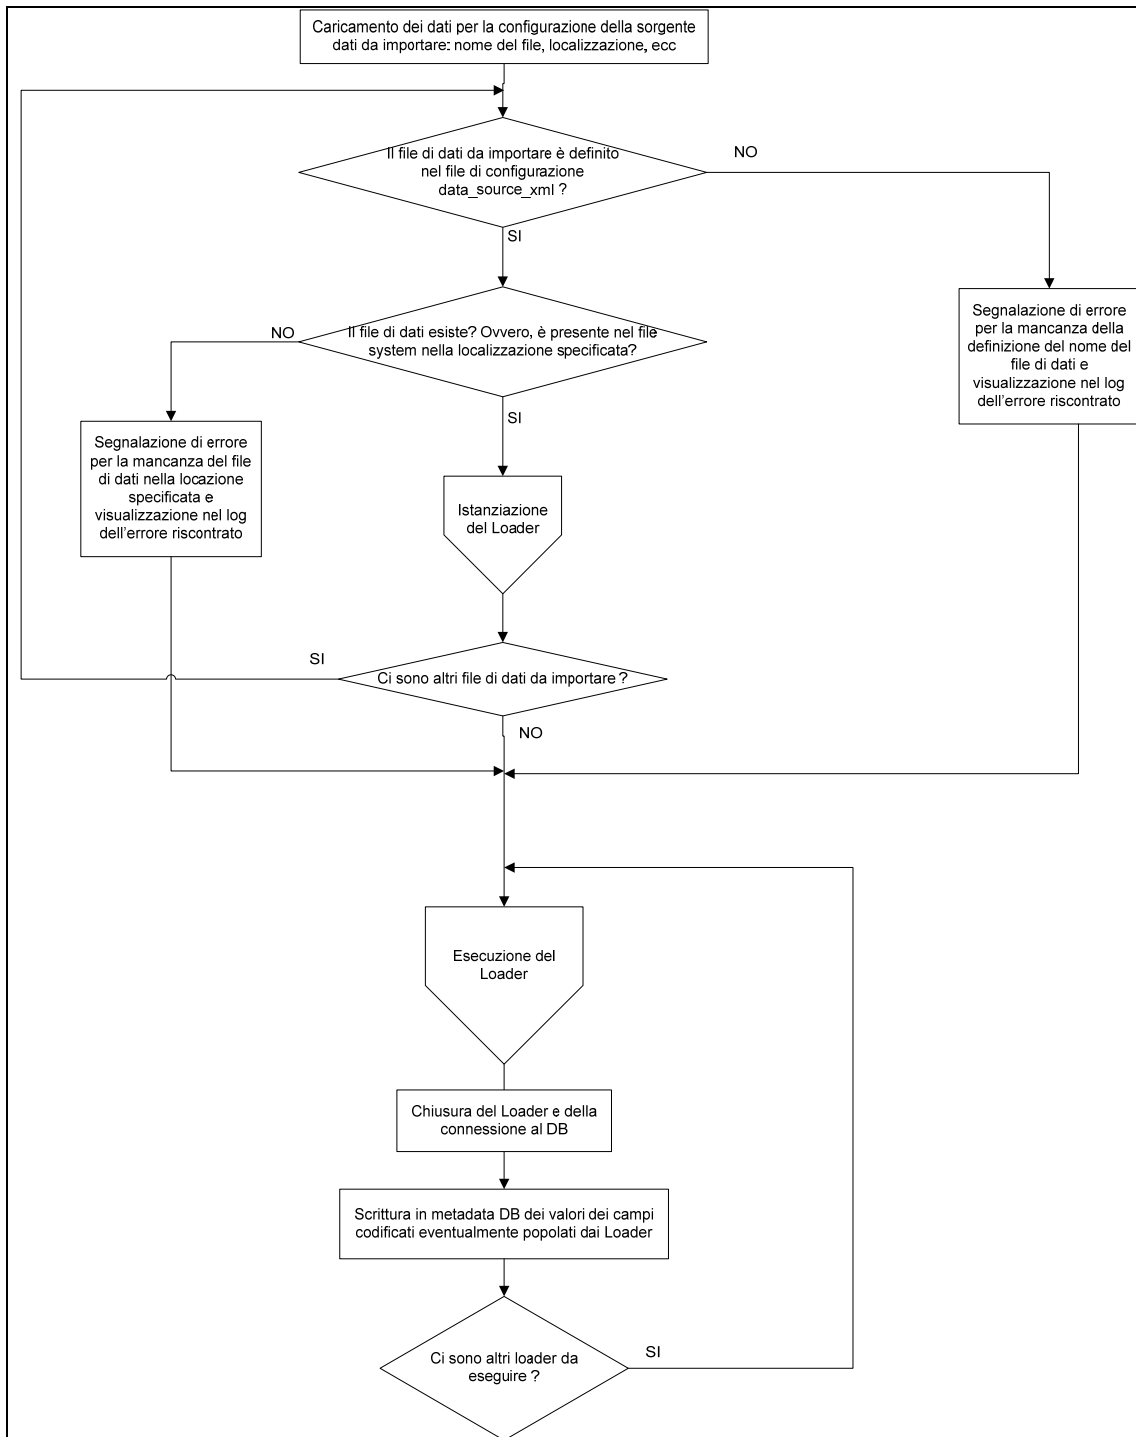 Caricamento dei dati per la configurazione della sorgente
dati da importare: nome del file, localizzazione, ecc
Il file di dati da importare è definito
nel file di configurazione
data_source_xml ?
NO
SI
Il file di dati esiste? Ovvero, è presente nel file
system nella localizzazione specificata?
NO
SI
Segnalazione di errore
per la mancanza della
definizione del nome del
file di dati e
visualizzazione nel log
dell'errore riscontrato
Segnalazione di errore
per la mancanza del file
di dati nella locazione
specificata e
visualizzazione nel log
dell'errore riscontrato
Istanziazione
del Loader
Ci sono altri file di dati da importare ?
SI
NO
Esecuzione del
Loader
Chiusura del Loader e della
connessione al DB
Scrittura in metadata DB dei valori dei campi
codificati eventualmente popolati dai Loader
Ci sono altri loader da
eseguire ?
SI